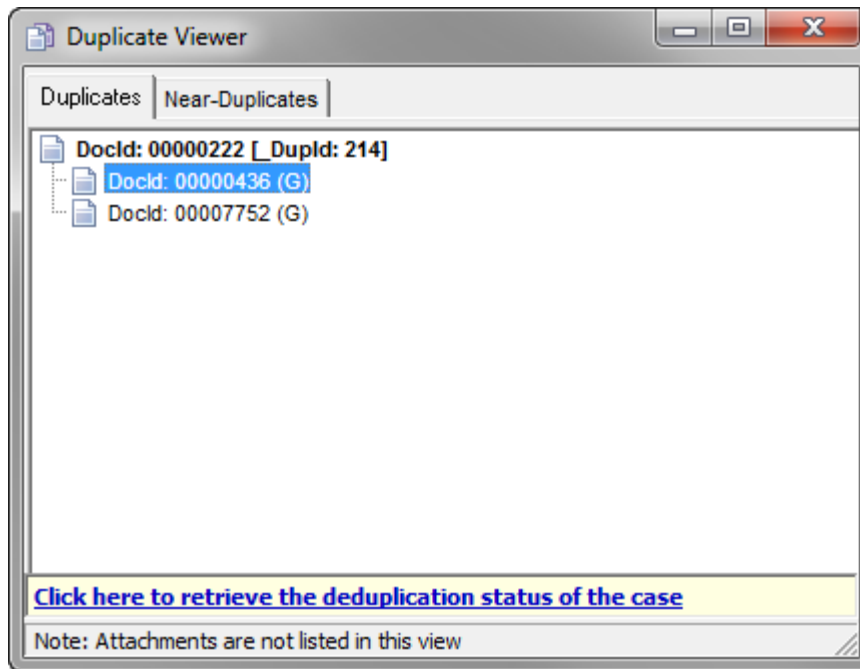 Duplicate Viewer
Duplicates Near-Duplicates
DocId: 00000222 [_DupId: 214]
DocId: 00000436 (G)
DocId: 00007752 (G)
Click here to retrieve the deduplication status of the case
Note: Attachments are not listed in this view